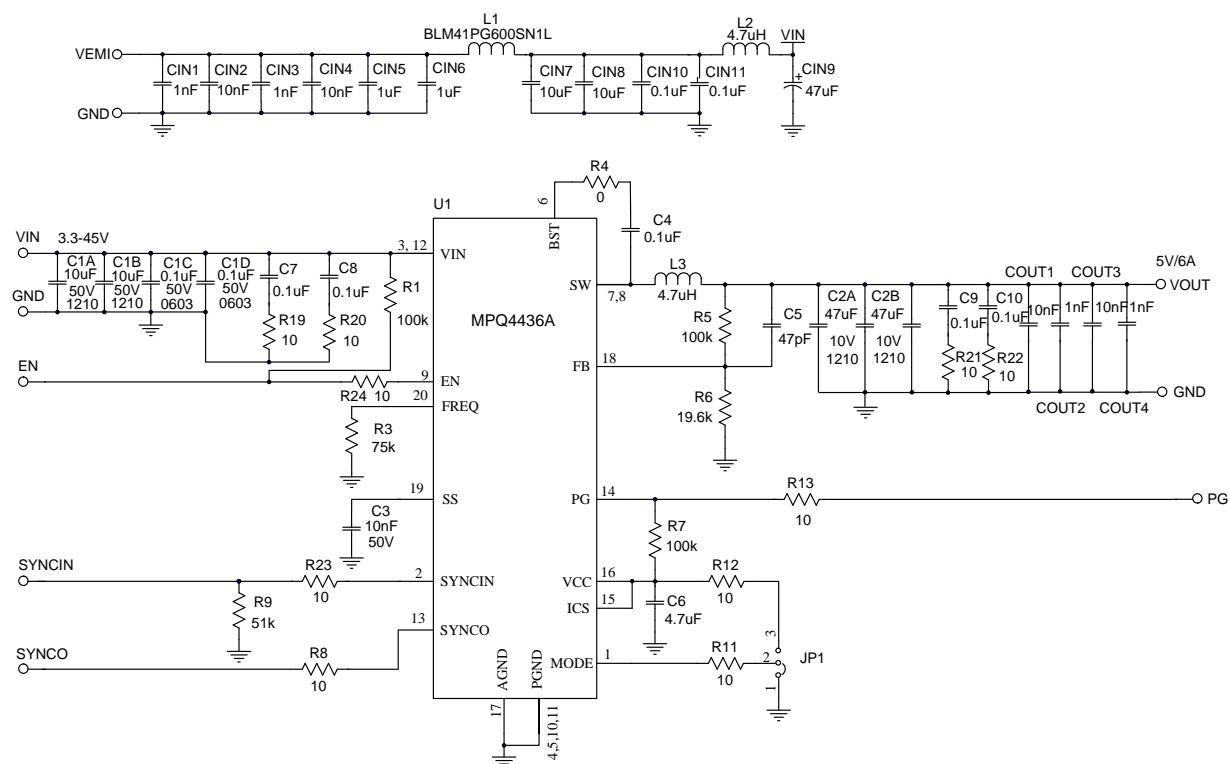 L1
BLM41PG600SN1L
L2
4.7uH
VIN
VEMI
CIN1
1nF
CIN2
10nF
CIN3
1nF
CIN4
10nF
CIN5
1uF
CIN6
1uF
CIN7
10uF
CIN8
10uF
CIN10
0.1uF
CIN11
0.1uF
+
CIN9
47uF
GND
R4
0
6
U1
BST
C4
0.1uF
VIN
3.3-45V
3, 12
VIN
C1A
10uF
50V
1210
C1B
10uF
50V
1210
C1C
0.1uF
50V
0603
C1D
0.1uF
50V
0603
C7
0.1uF
C8
0.1uF
R1
100k
GND
R19
10
R20
10
MPQ4436A
SW
7,8
L3
4.7uH
5V/6A
VOUT
R5
100k
C5
47pF
C2A
47uF
10V
1210
C2B
47uF
10V
1210
C9
0.1uF
C10
0.1uF
COUT1
10nF
1nF
COUT3
10nF
1nF
R21
10
R22
10
FB
18
EN
R24
10
9
EN
20
FREQ
R3
75k
R6
19.6k
GND
COUT2
COUT4
19
SS
C3
10nF
50V
PG
14
R13
10
PG
R7
100k
SYNCIN
R23
10
2
SYNCIN
VCC
16
R12
10
ICS
15
C6
4.7uF
R9
51k
13
SYNCO
SYNCO
R8
10
MODE
1
R11
10
3
2
1
JP1
AGND
PGND
17
4,5,10,11